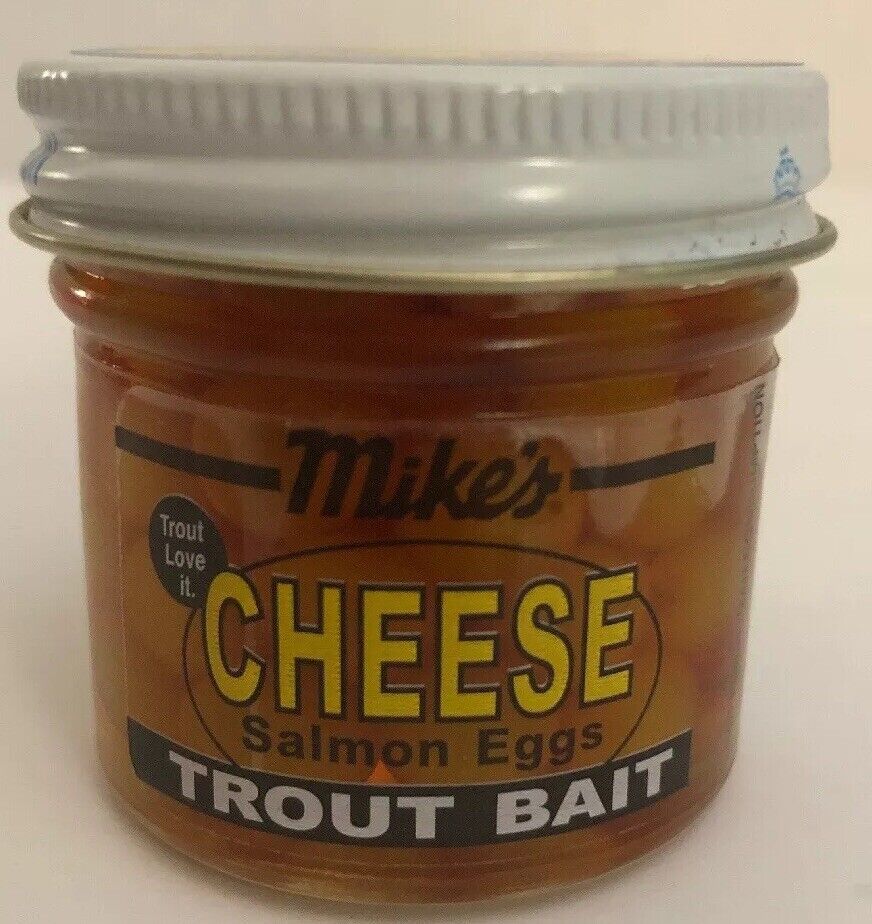 Mike's
Trout
Love
it.
CHEESE
Salmon Eggs
TROUT BAIT